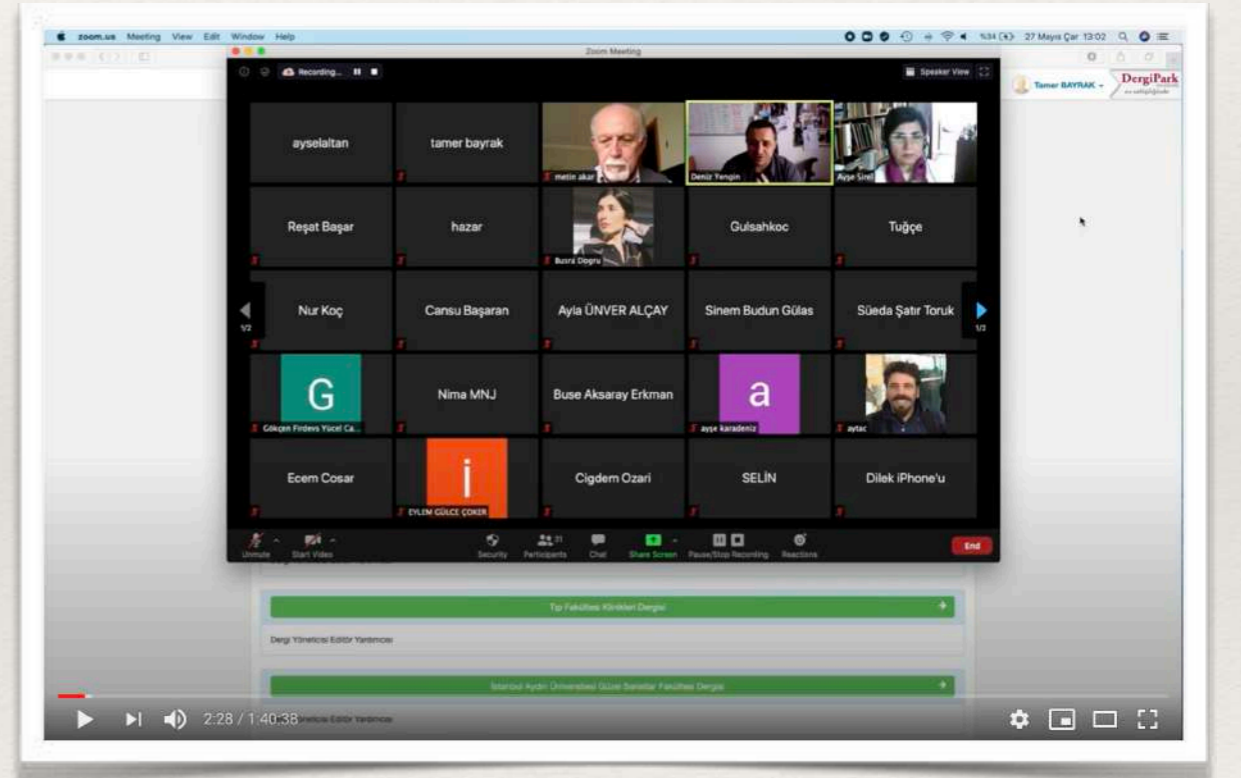 zoom.us Meeting View Edit Window Help
%34 27 Mayıs Çar 13:02
Zoom Meeting
Recording...
Speaker View
Tamer BAYRAK
DergiPark
ayselaltan
tamer bayrak
metin akar
Deniz Yengin
Ayşe Sirel
Reşat Başar
hazar
Busra Dogru
Gulsahkoc
Tuğçe
Nur Koç
Cansu Başaran
Ayla ÜNVER ALÇAY
Sinem Budun Gülas
Süeda Şatır Toruk
1/2
1/2
G
Gökçen Firdevs Yücel Ca...
Nima MNJ
Buse Aksaray Erkman
a
ayşe karadeniz
aytac
Ecem Cosar
i
EYLEM GÜLCE ÇOKER
Cigdem Ozari
SELİN
Dilek iPhone'u
Unmute
Start Video
Security
Participants
Chat
Share Screen
Pause/Stop Recording
Reactions
End
Tıp Fakültesi Klinikleri Dergisi
Dergi Yöneticisi Editör Yardımcısı
İstanbul Aydın Üniversitesi Güzel Sanatlar Fakültesi Dergisi
Editör Yardımcısı
2:28 / 1:40:38